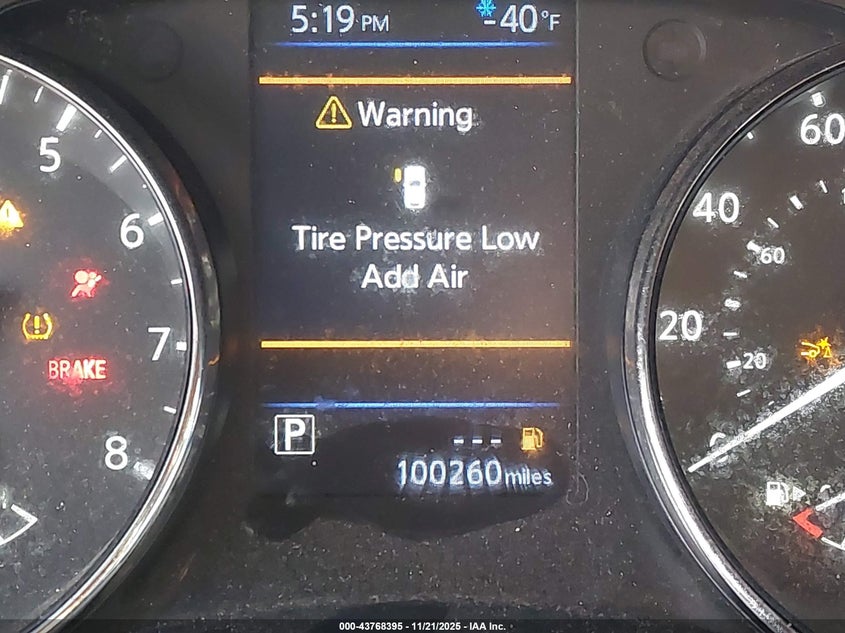 5:19 PM -40°F
Warning
Tire Pressure Low
Add Air
P
---
100260 miles
5
6
7
8
BRAKE
60
40
60
20
20
0
000-43768395 - 11/21/2025 - IAA Inc.